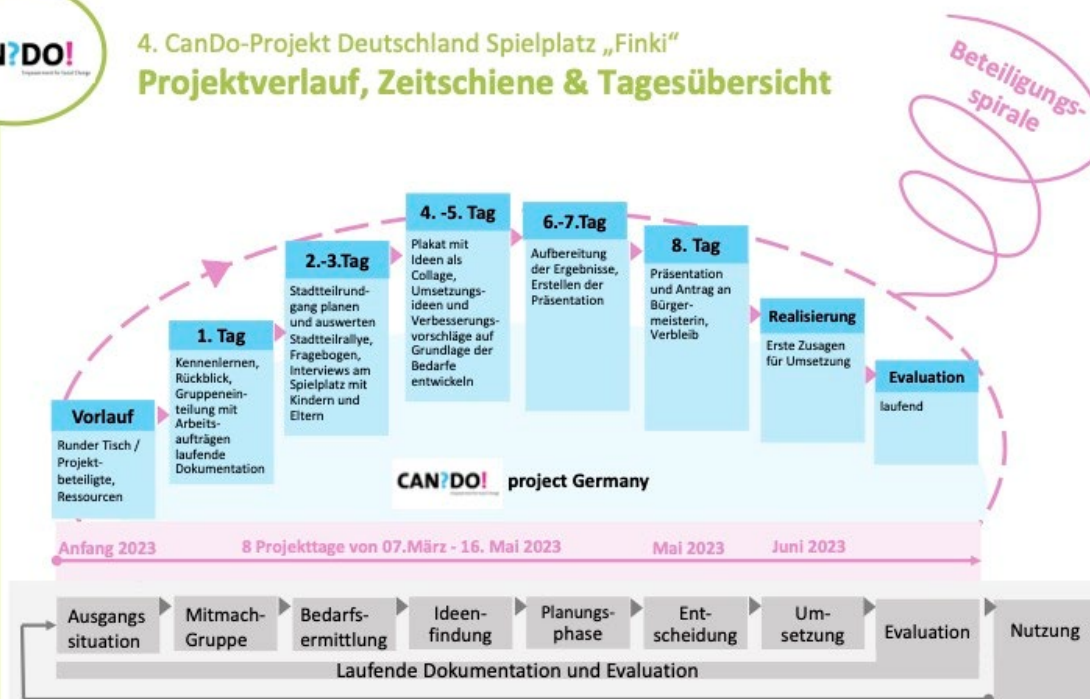 ?DO!
Empowerment for Social Change
4. CanDo-Projekt Deutschland Spielplatz „Finki“
Projektverlauf, Zeitschiene & Tagesübersicht
Beteiligungs-
spirale
Vorlauf
Runder Tisch /
Projekt-
beteiligte,
Ressourcen
1. Tag
Kennenlernen,
Rückblick,
Gruppenein-
teilung mit
Arbeits-
aufträgen
laufende
Dokumentation
2.-3.Tag
Stadtteilrund-
gang planen
und auswerten
Stadtteilrallye,
Fragebogen,
Interviews am
Spielplatz mit
Kindern und
Eltern
4. -5. Tag
Plakat mit
Ideen als
Collage,
Umsetzungs-
ideen und
Verbesserungs-
vorschläge auf
Grundlage der
Bedarfe
entwickeln
6.-7.Tag
Aufbereitung
der Ergebnisse,
Erstellen der
Präsentation
8. Tag
Präsentation
und Antrag an
Bürger-
meisterin,
Verbleib
Realisierung
Erste Zusagen
für Umsetzung
Evaluation
laufend
CAN?DO! project Germany
Anfang 2023
8 Projekttage von 07.März - 16. Mai 2023
Mai 2023
Juni 2023
Ausgangs
situation
Mitmach-
Gruppe
Bedarfs-
ermittlung
Ideen-
findung
Planungs-
phase
Ent-
scheidung
Um-
setzung
Evaluation
Nutzung
Laufende Dokumentation und Evaluation